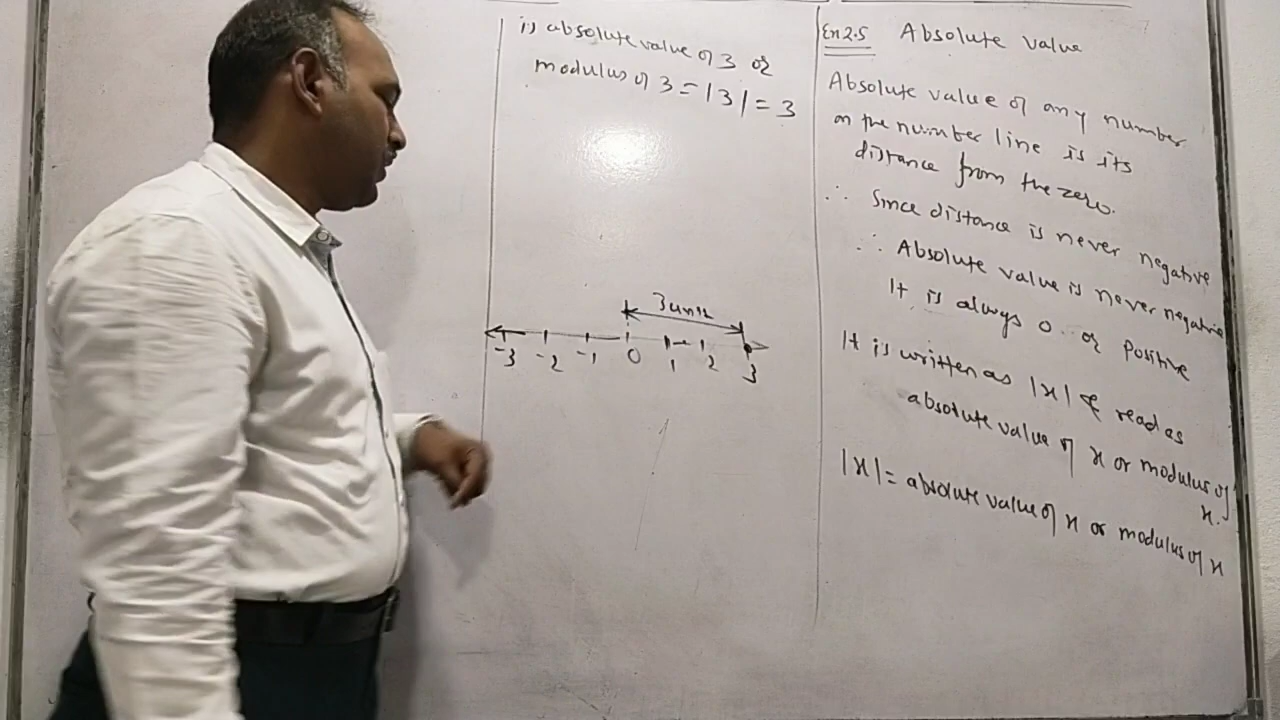 i) absolute value of 3 or
modulus of 3 = |3| = 3
3 units
-3 -2 -1 0 1 2 3
Ex 2.5 Absolute value
Absolute value of any number
on the number line is its
distance from the zero.
∵ Since distance is never negative
∴ Absolute value is never negative
It is always 0 or positive
It is written as |x| & read as
absolute value of x or modulus of
x.
|x| = absolute value of x or modulus of x